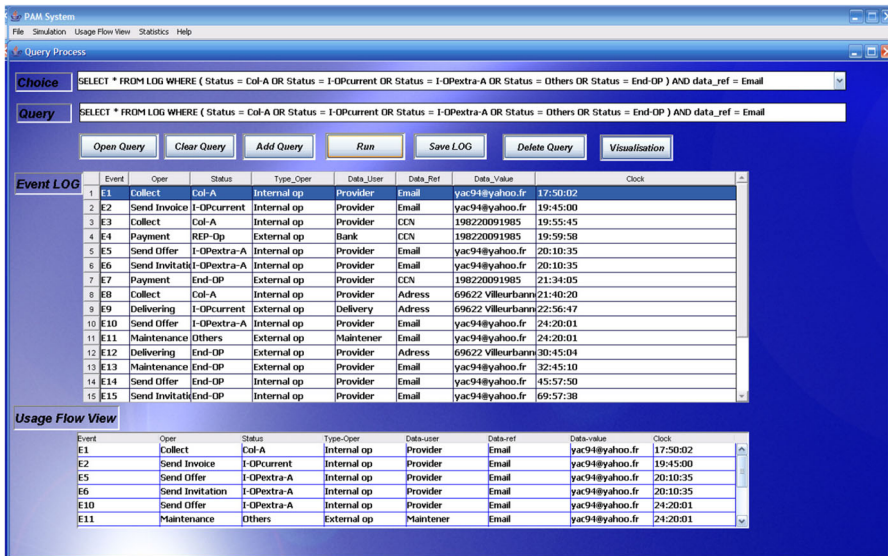 PAM System
File Simulation Usage Flow View Statistics Help
Query Process
Choice SELECT * FROM LOG WHERE ( Status = Col-A OR Status = I-OPcurrent OR Status = I-OPextra-A OR Status = Others OR Status = End-OP ) AND data_ref = Email
Query SELECT * FROM LOG WHERE ( Status = Col-A OR Status = I-OPcurrent OR Status = I-OPextra-A OR Status = Others OR Status = End-OP ) AND data_ref = Email
Open Query Clear Query Add Query Run Save LOG Delete Query Visualisation
Event LOG
Event Oper Status Type_Oper Data_User Data_Ref Data_Value Clock
1 E1 Collect Col-A Internal op Provider Email yac94@yahoo.fr 17:50:02
2 E2 Send Invoice I-OPcurrent Internal op Provider Email yac94@yahoo.fr 19:45:00
3 E3 Collect Col-A Internal op Provider CCN 198220091985 19:55:45
4 E4 Payment REP-Op External op Bank CCN 198220091985 19:59:58
5 E5 Send Offer I-OPextra-A Internal op Provider Email yac94@yahoo.fr 20:10:35
6 E6 Send Invitatic I-OPextra-A Internal op Provider Email yac94@yahoo.fr 20:10:35
7 E7 Payment End-OP External op Provider CCN 198220091985 21:34:05
8 E8 Collect Col-A Internal op Provider Adress 69622 Villeurbann 21:40:20
9 E9 Delivering I-OPcurrent External op Delivery Adress 69622 Villeurbann 22:56:47
10 E10 Send Offer I-OPextra-A Internal op Provider Email yac94@yahoo.fr 24:20:01
11 E11 Maintenance Others External op Maintener Email yac94@yahoo.fr 24:20:01
12 E12 Delivering End-OP External op Provider Adress 69622 Villeurbann 30:45:04
13 E13 Maintenance End-OP External op Provider Email yac94@yahoo.fr 32:45:10
14 E14 Send Offer End-OP Internal op Provider Email yac94@yahoo.fr 45:57:50
15 E15 Send Invitatic End-OP Internal op Provider Email yac94@yahoo.fr 69:57:38
Usage Flow View
Event Oper Status Type-Oper Data-user Data-ref Data-value Clock
E1 Collect Col-A Internal op Provider Email yac94@yahoo.fr 17:50:02
E2 Send Invoice I-OPcurrent Internal op Provider Email yac94@yahoo.fr 19:45:00
E5 Send Offer I-OPextra-A Internal op Provider Email yac94@yahoo.fr 20:10:35
E6 Send Invitation I-OPextra-A Internal op Provider Email yac94@yahoo.fr 20:10:35
E10 Send Offer I-OPextra-A Internal op Provider Email yac94@yahoo.fr 24:20:01
E11 Maintenance Others External op Maintener Email yac94@yahoo.fr 24:20:01